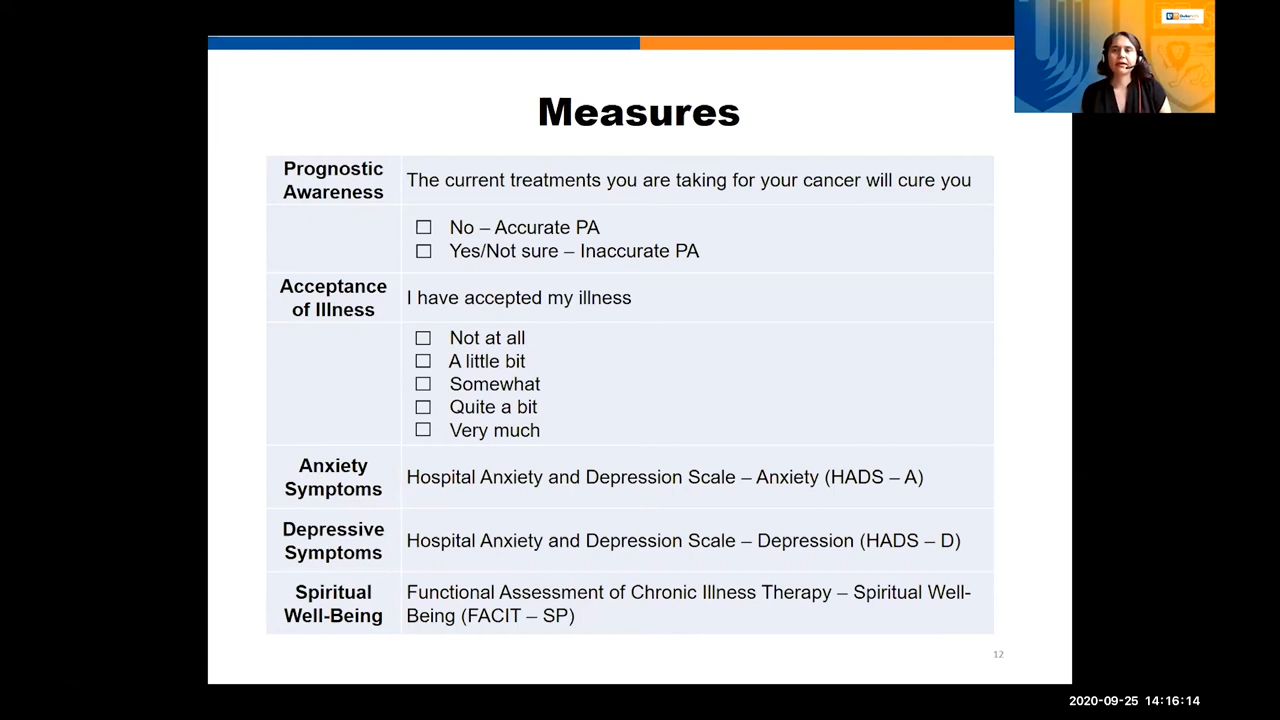 Measures
Prognostic
Awareness
The current treatments you are taking for your cancer will cure you
☐ No – Accurate PA
☐ Yes/Not sure – Inaccurate PA
Acceptance
of Illness
I have accepted my illness
☐ Not at all
☐ A little bit
☐ Somewhat
☐ Quite a bit
☐ Very much
Anxiety
Symptoms
Hospital Anxiety and Depression Scale – Anxiety (HADS – A)
Depressive
Symptoms
Hospital Anxiety and Depression Scale – Depression (HADS – D)
Spiritual
Well-Being
Functional Assessment of Chronic Illness Therapy – Spiritual Well-
Being (FACIT – SP)
12
2020-09-25 14:16:14